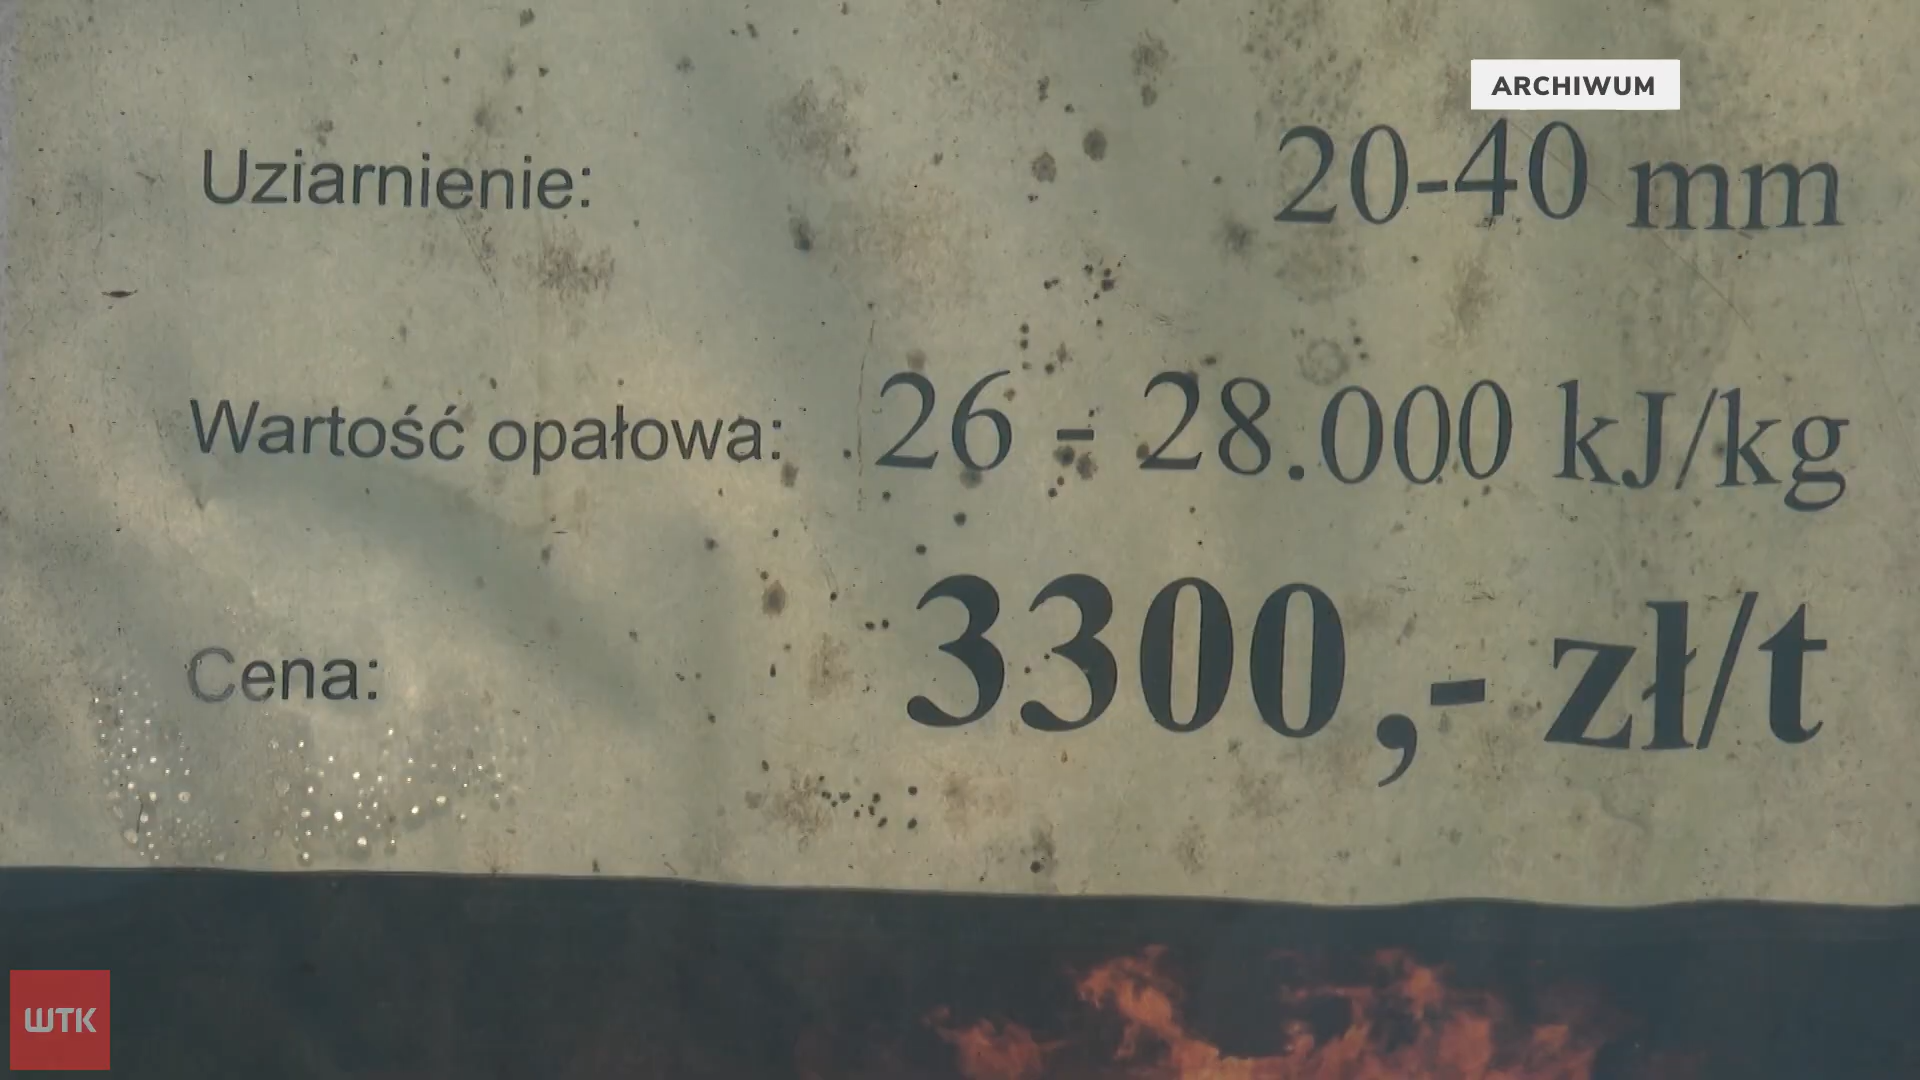 ARCHIWUM
Uziarnienie: 20-40 mm
Wartość opałowa: 26 - 28.000 kJ/kg
Cena: 3300,- zł/t
WTK